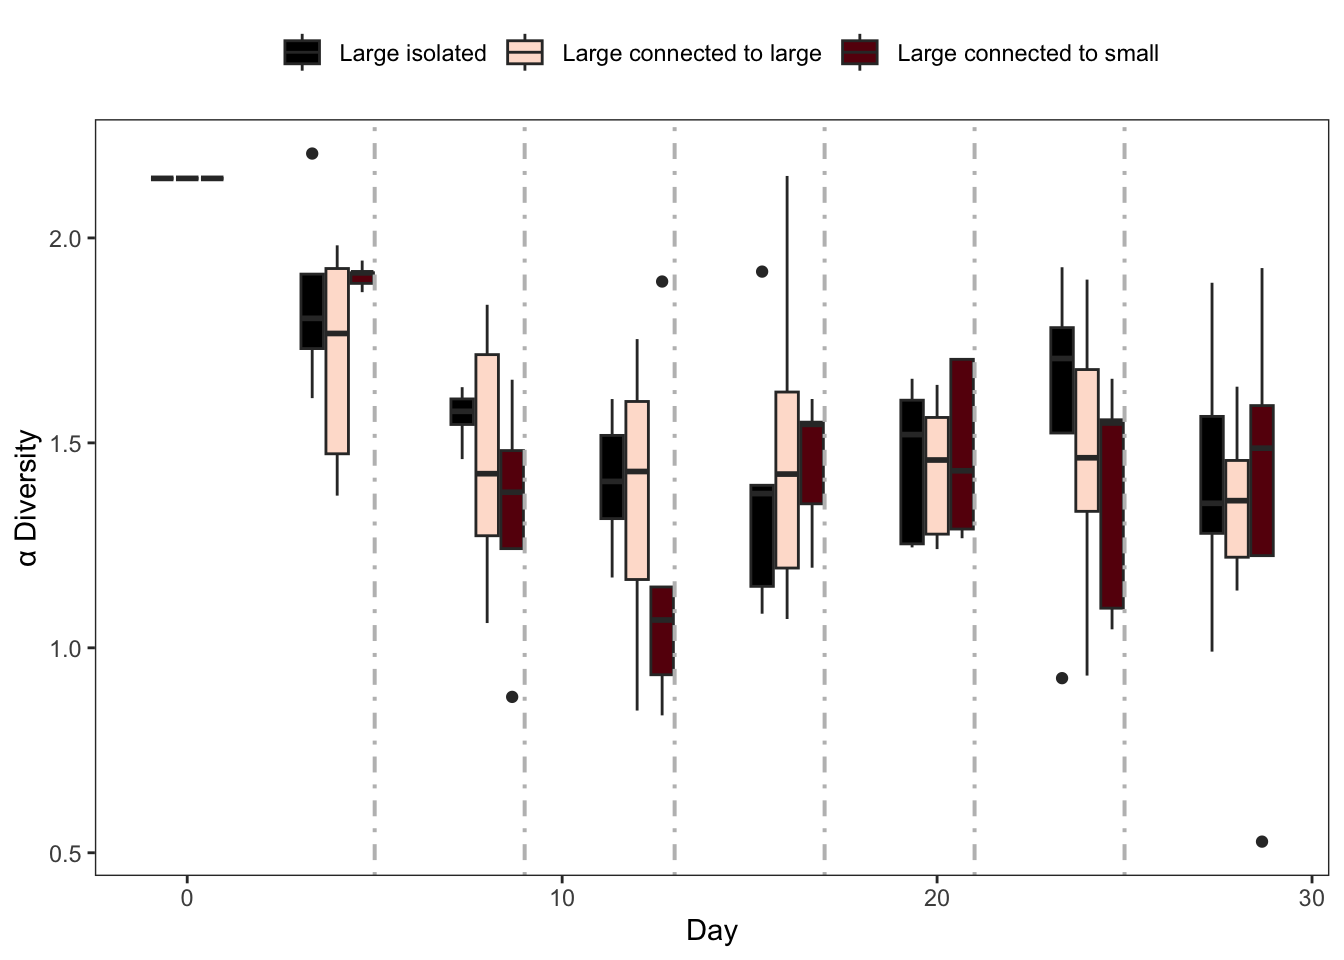 Large isolated Large connected to large Large connected to small
α Diversity
2.0
1.5
1.0
0.5
0 10 20 30
Day